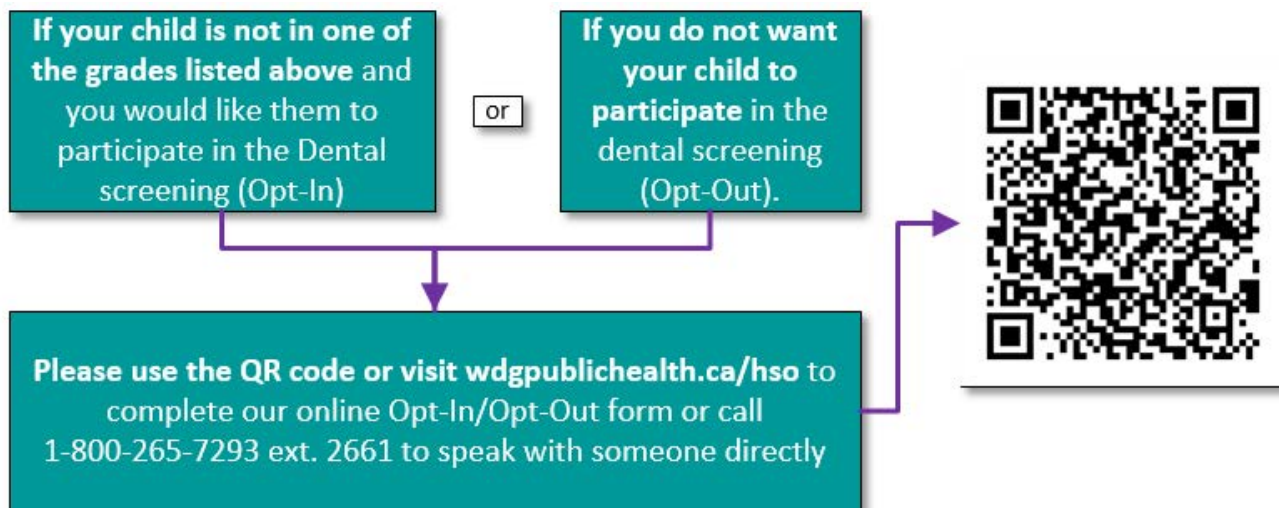 If your child is not in one of
the grades listed above and
you would like them to
participate in the Dental
screening (Opt-In)
or
If you do not want
your child to
participate in the
dental screening
(Opt-Out).
Please use the QR code or visit wdgpublichealth.ca/hso to
complete our online Opt-In/Opt-Out form or call
1-800-265-7293 ext. 2661 to speak with someone directly